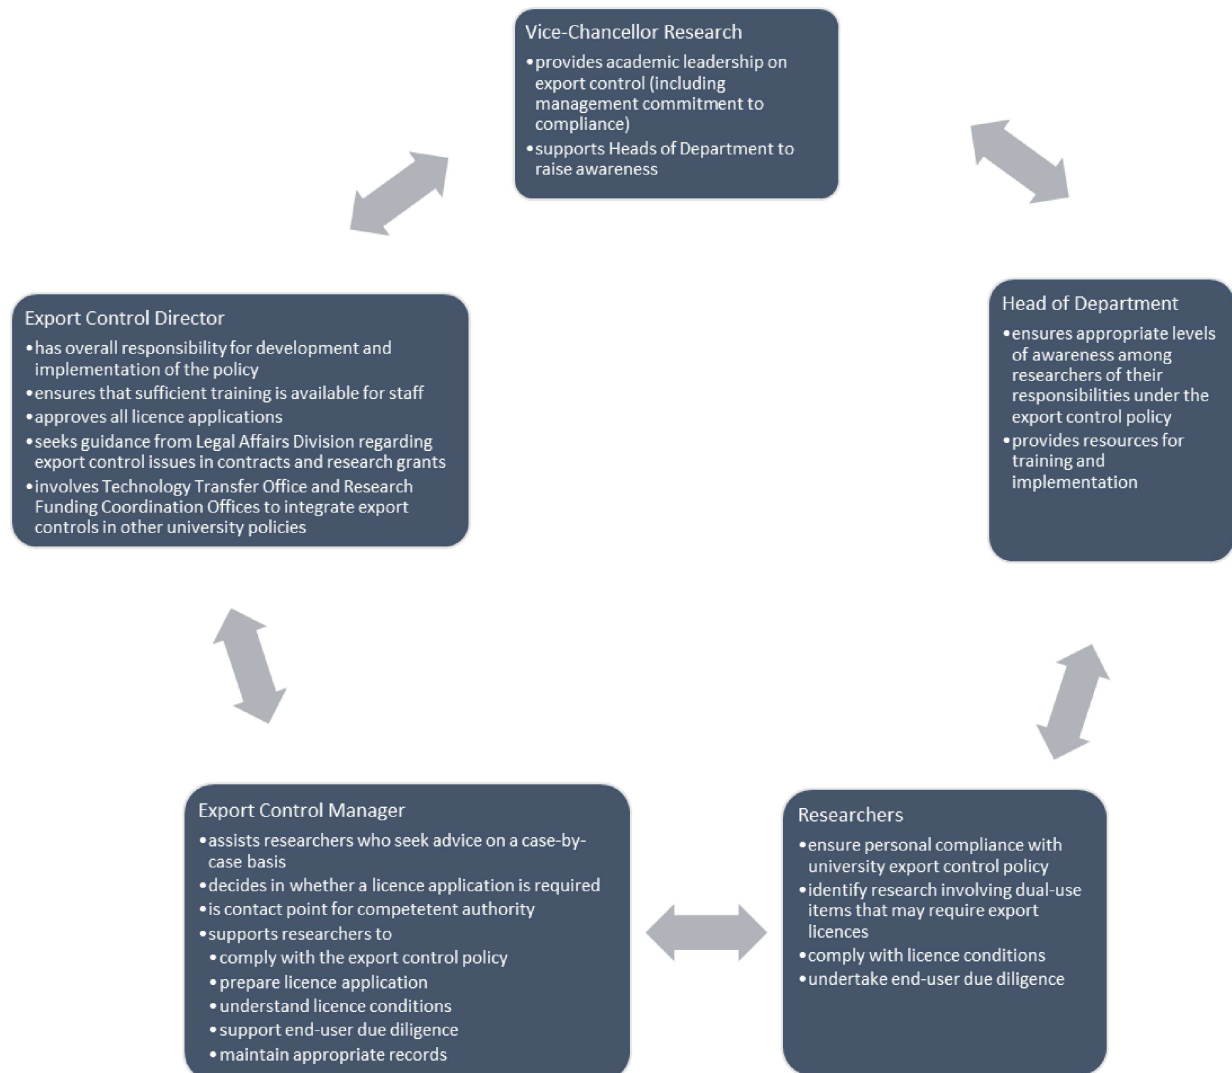 Vice-Chancellor Research
•provides academic leadership on
export control (including
management commitment to
compliance)
•supports Heads of Department to
raise awareness
Export Control Director
•has overall responsibility for development and
implementation of the policy
•ensures that sufficient training is available for staff
•approves all licence applications
•seeks guidance from Legal Affairs Division regarding
export control issues in contracts and research grants
•involves Technology Transfer Office and Research
Funding Coordination Offices to integrate export
controls in other university policies
Head of Department
•ensures appropriate levels
of awareness among
researchers of their
responsibilities under the
export control policy
•provides resources for
training and
implementation
Export Control Manager
•assists researchers who seek advice on a case-by-
case basis
•decides in whether a licence application is required
•is contact point for competetent authority
•supports researchers to
•comply with the export control policy
•prepare licence application
•understand licence conditions
•support end-user due diligence
•maintain appropriate records
Researchers
•ensure personal compliance with
university export control policy
•identify research involving dual-use
items that may require export
licences
•comply with licence conditions
•undertake end-user due diligence